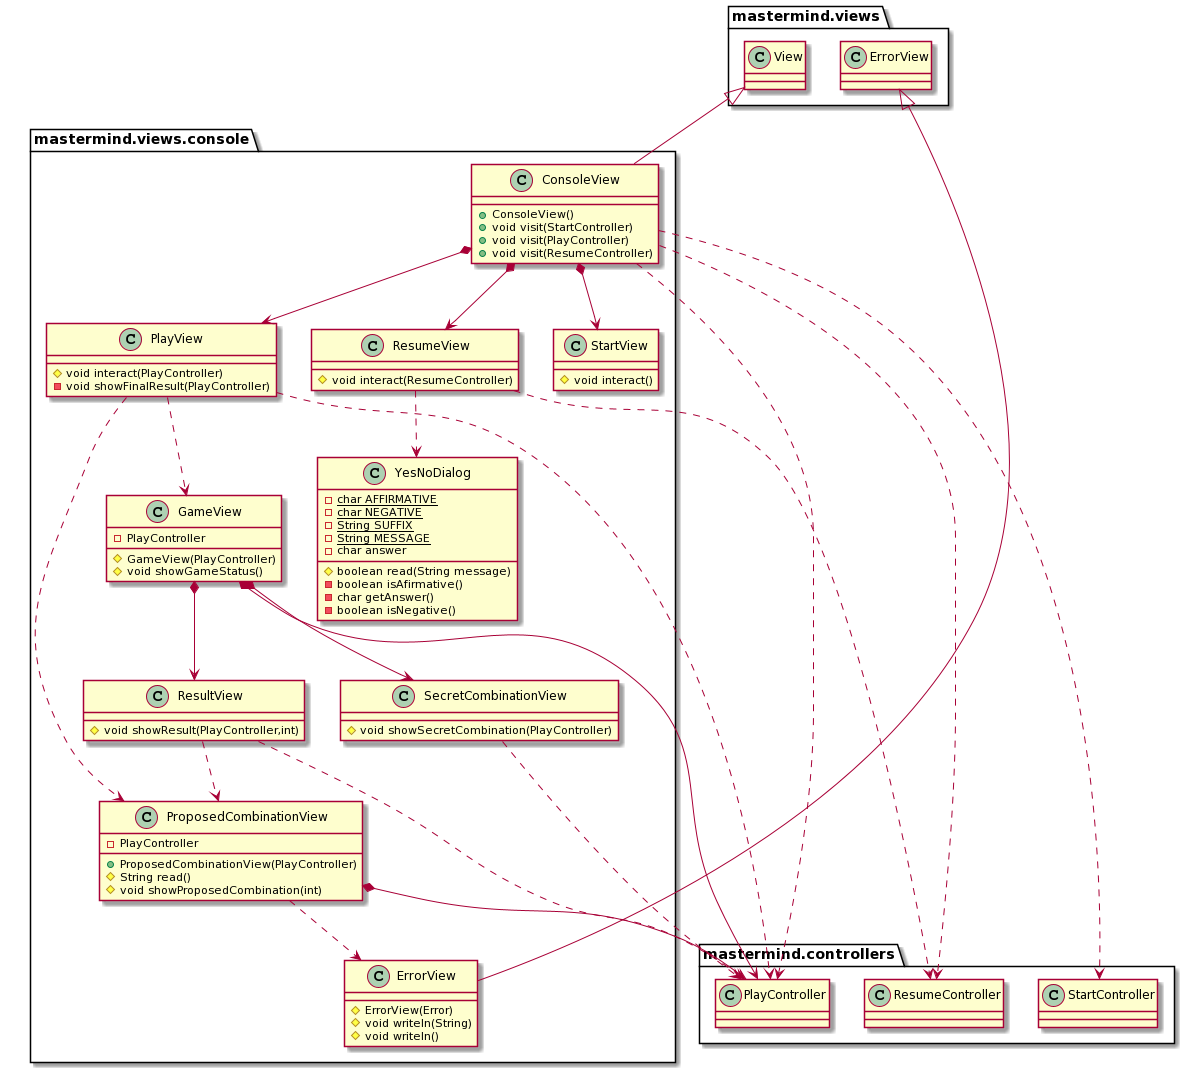 mastermind.views
C View
C ErrorView
mastermind.views.console
C ConsoleView
ConsoleView()
void visit(StartController)
void visit(PlayController)
void visit(ResumeController)
C PlayView
void interact(PlayController)
void showFinalResult(PlayController)
C ResumeView
void interact(ResumeController)
C StartView
void interact()
C YesNoDialog
char AFFIRMATIVE
char NEGATIVE
String SUFFIX
String MESSAGE
char answer
boolean read(String message)
boolean isAfirmative()
char getAnswer()
boolean isNegative()
C GameView
PlayController
GameView(PlayController)
void showGameStatus()
C ResultView
void showResult(PlayController,int)
C SecretCombinationView
void showSecretCombination(PlayController)
C ProposedCombinationView
PlayController
ProposedCombinationView(PlayController)
String read()
void showProposedCombination(int)
C ErrorView
ErrorView(Error)
void writeln(String)
void writeln()
mastermind.controllers
C PlayController
C ResumeController
C StartController